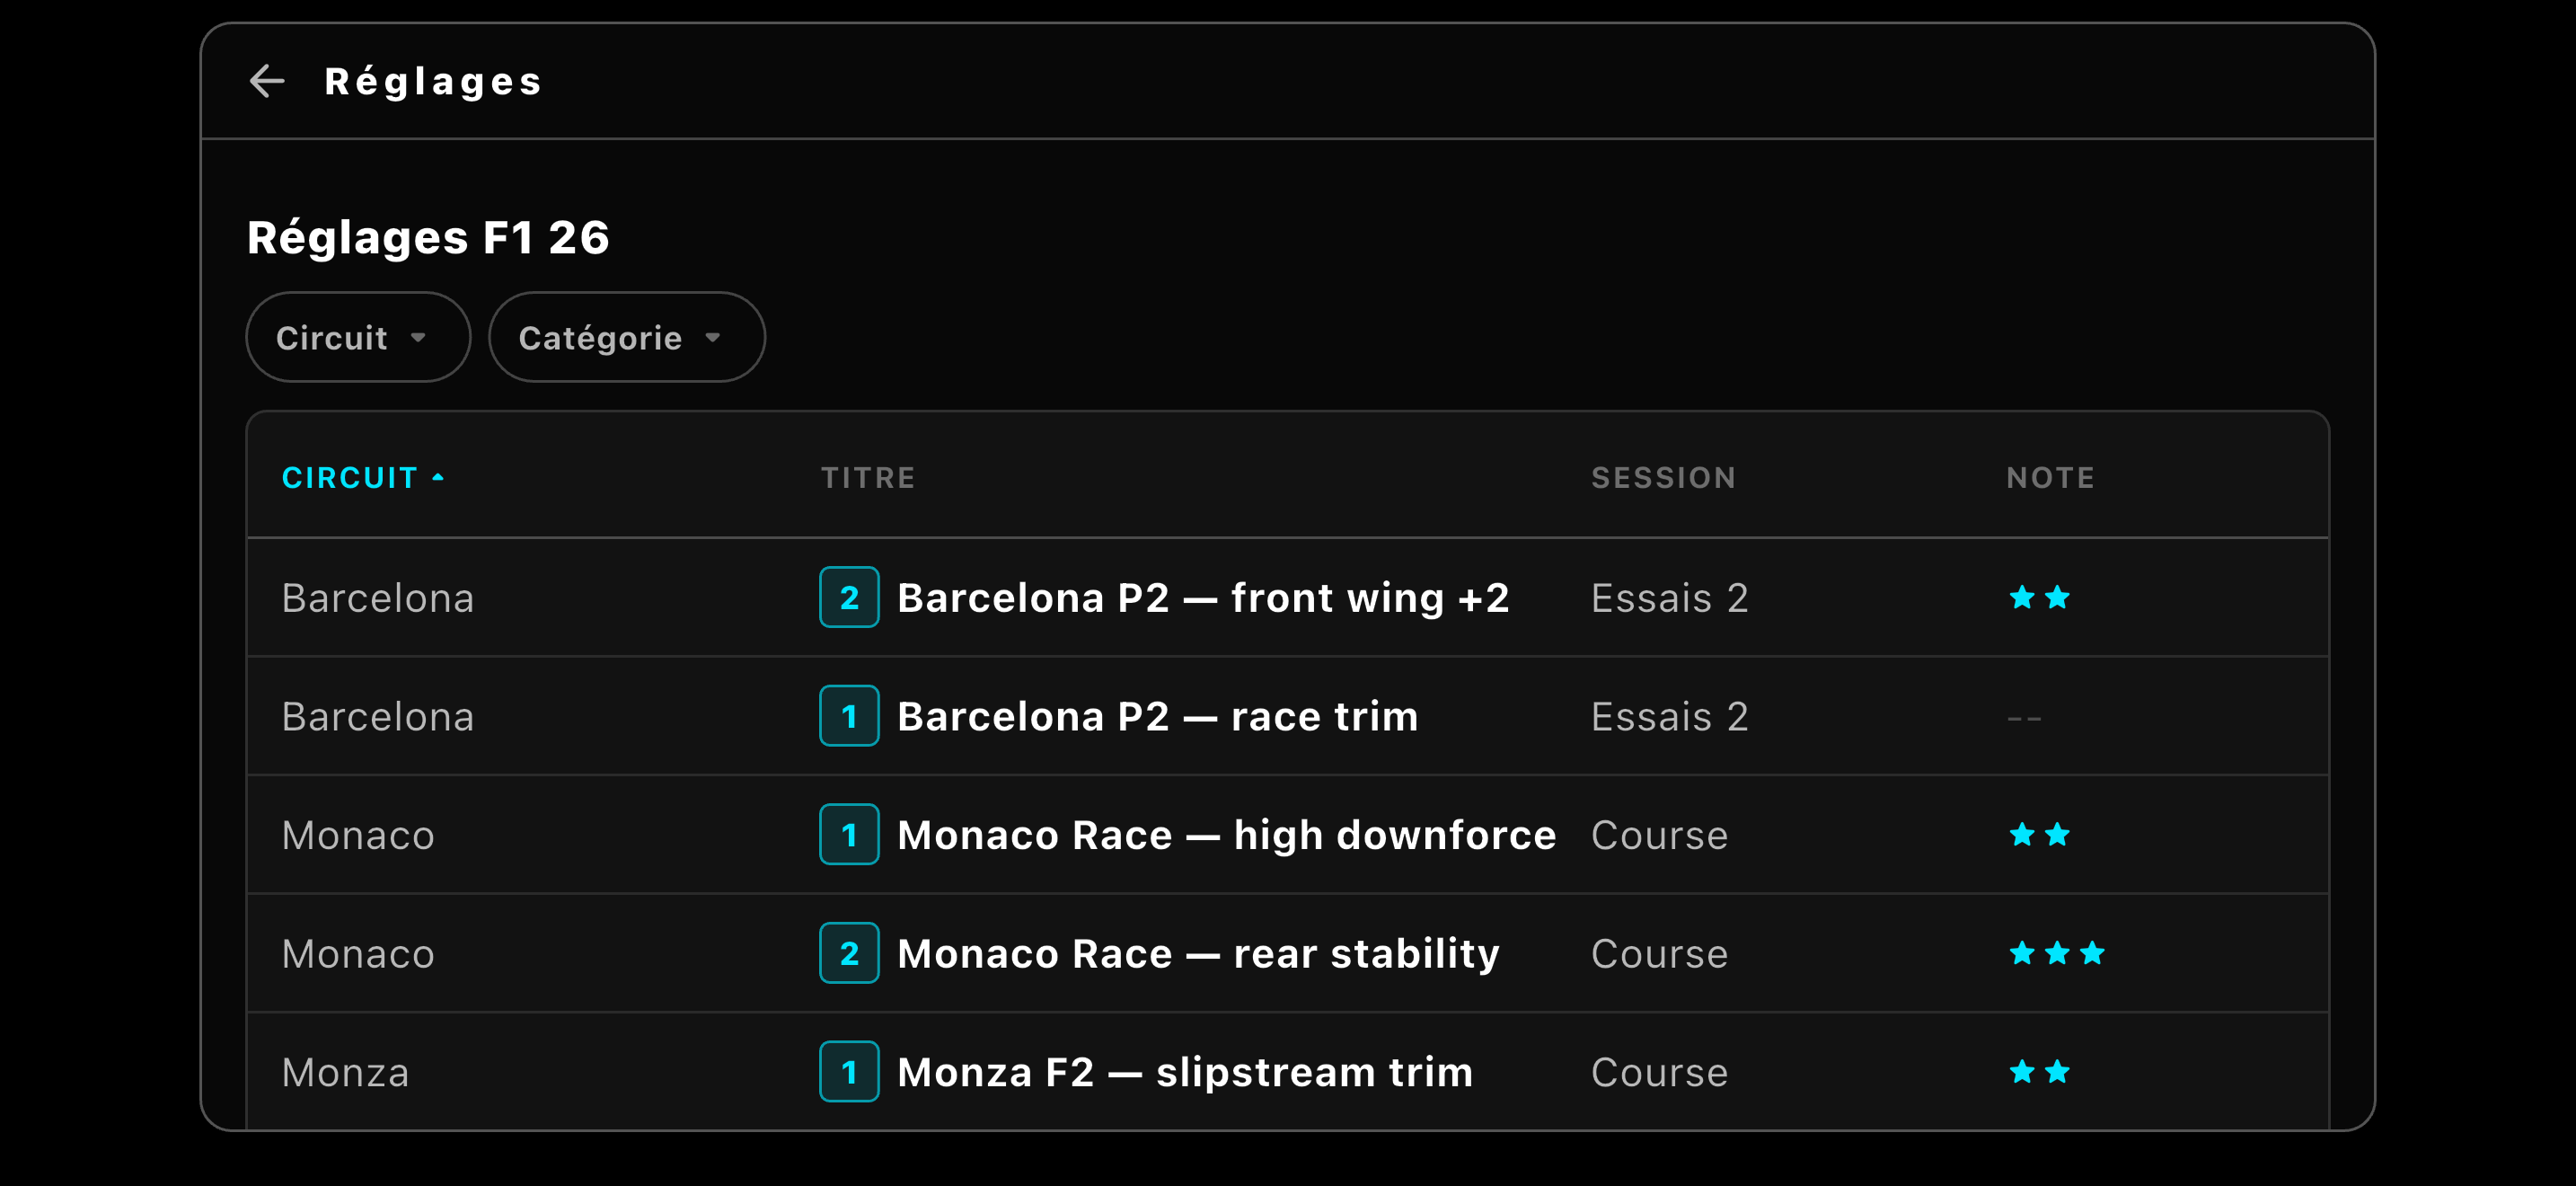 Réglages
Réglages F1 26
Circuit Catégorie
CIRCUIT TITRE SESSION NOTE
Barcelona 2 Barcelona P2 — front wing +2 Essais 2
Barcelona 1 Barcelona P2 — race trim Essais 2 --
Monaco 1 Monaco Race — high downforce Course
Monaco 2 Monaco Race — rear stability Course
Monza 1 Monza F2 — slipstream trim Course